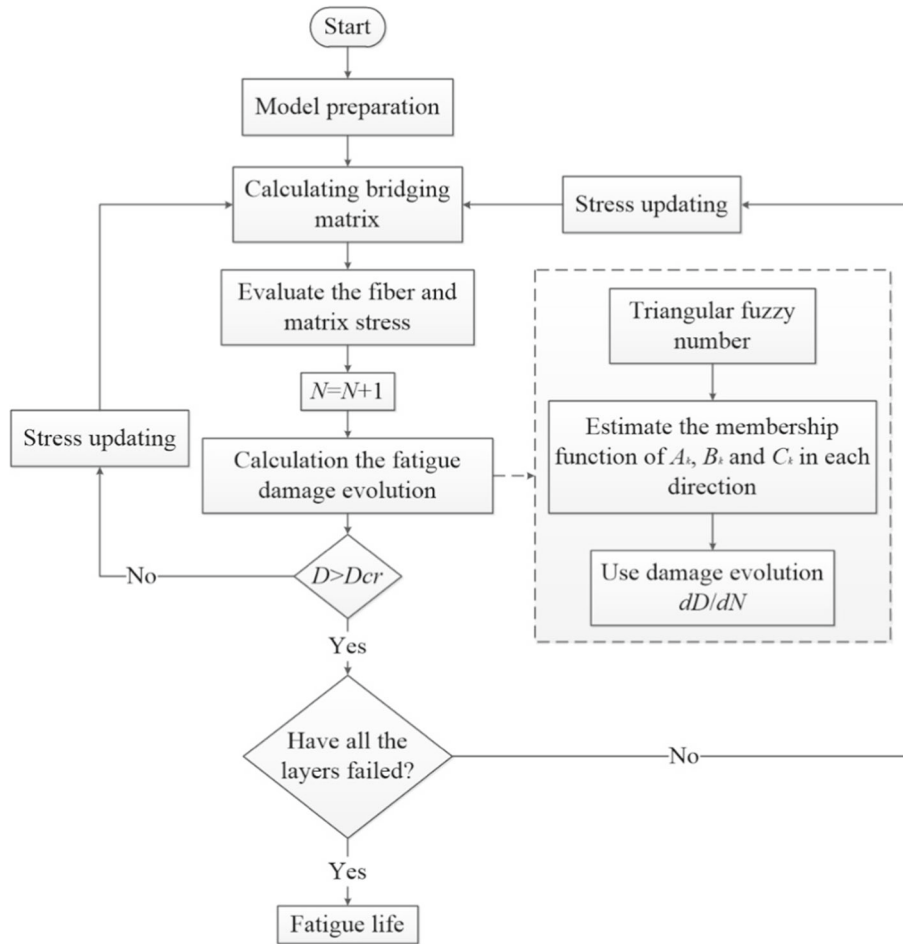 Start
Model preparation
Calculating bridging
matrix
Stress updating
Evaluate the fiber and
matrix stress
Triangular fuzzy
number
N=N+1
Stress updating
Calculation the fatigue
damage evolution
Estimate the membership
function of Aₖ, Bₖ and Cₖ in each
direction
D>Dcr
No
Use damage evolution
dD/dN
Yes
Have all the
layers failed?
No
Yes
Fatigue life